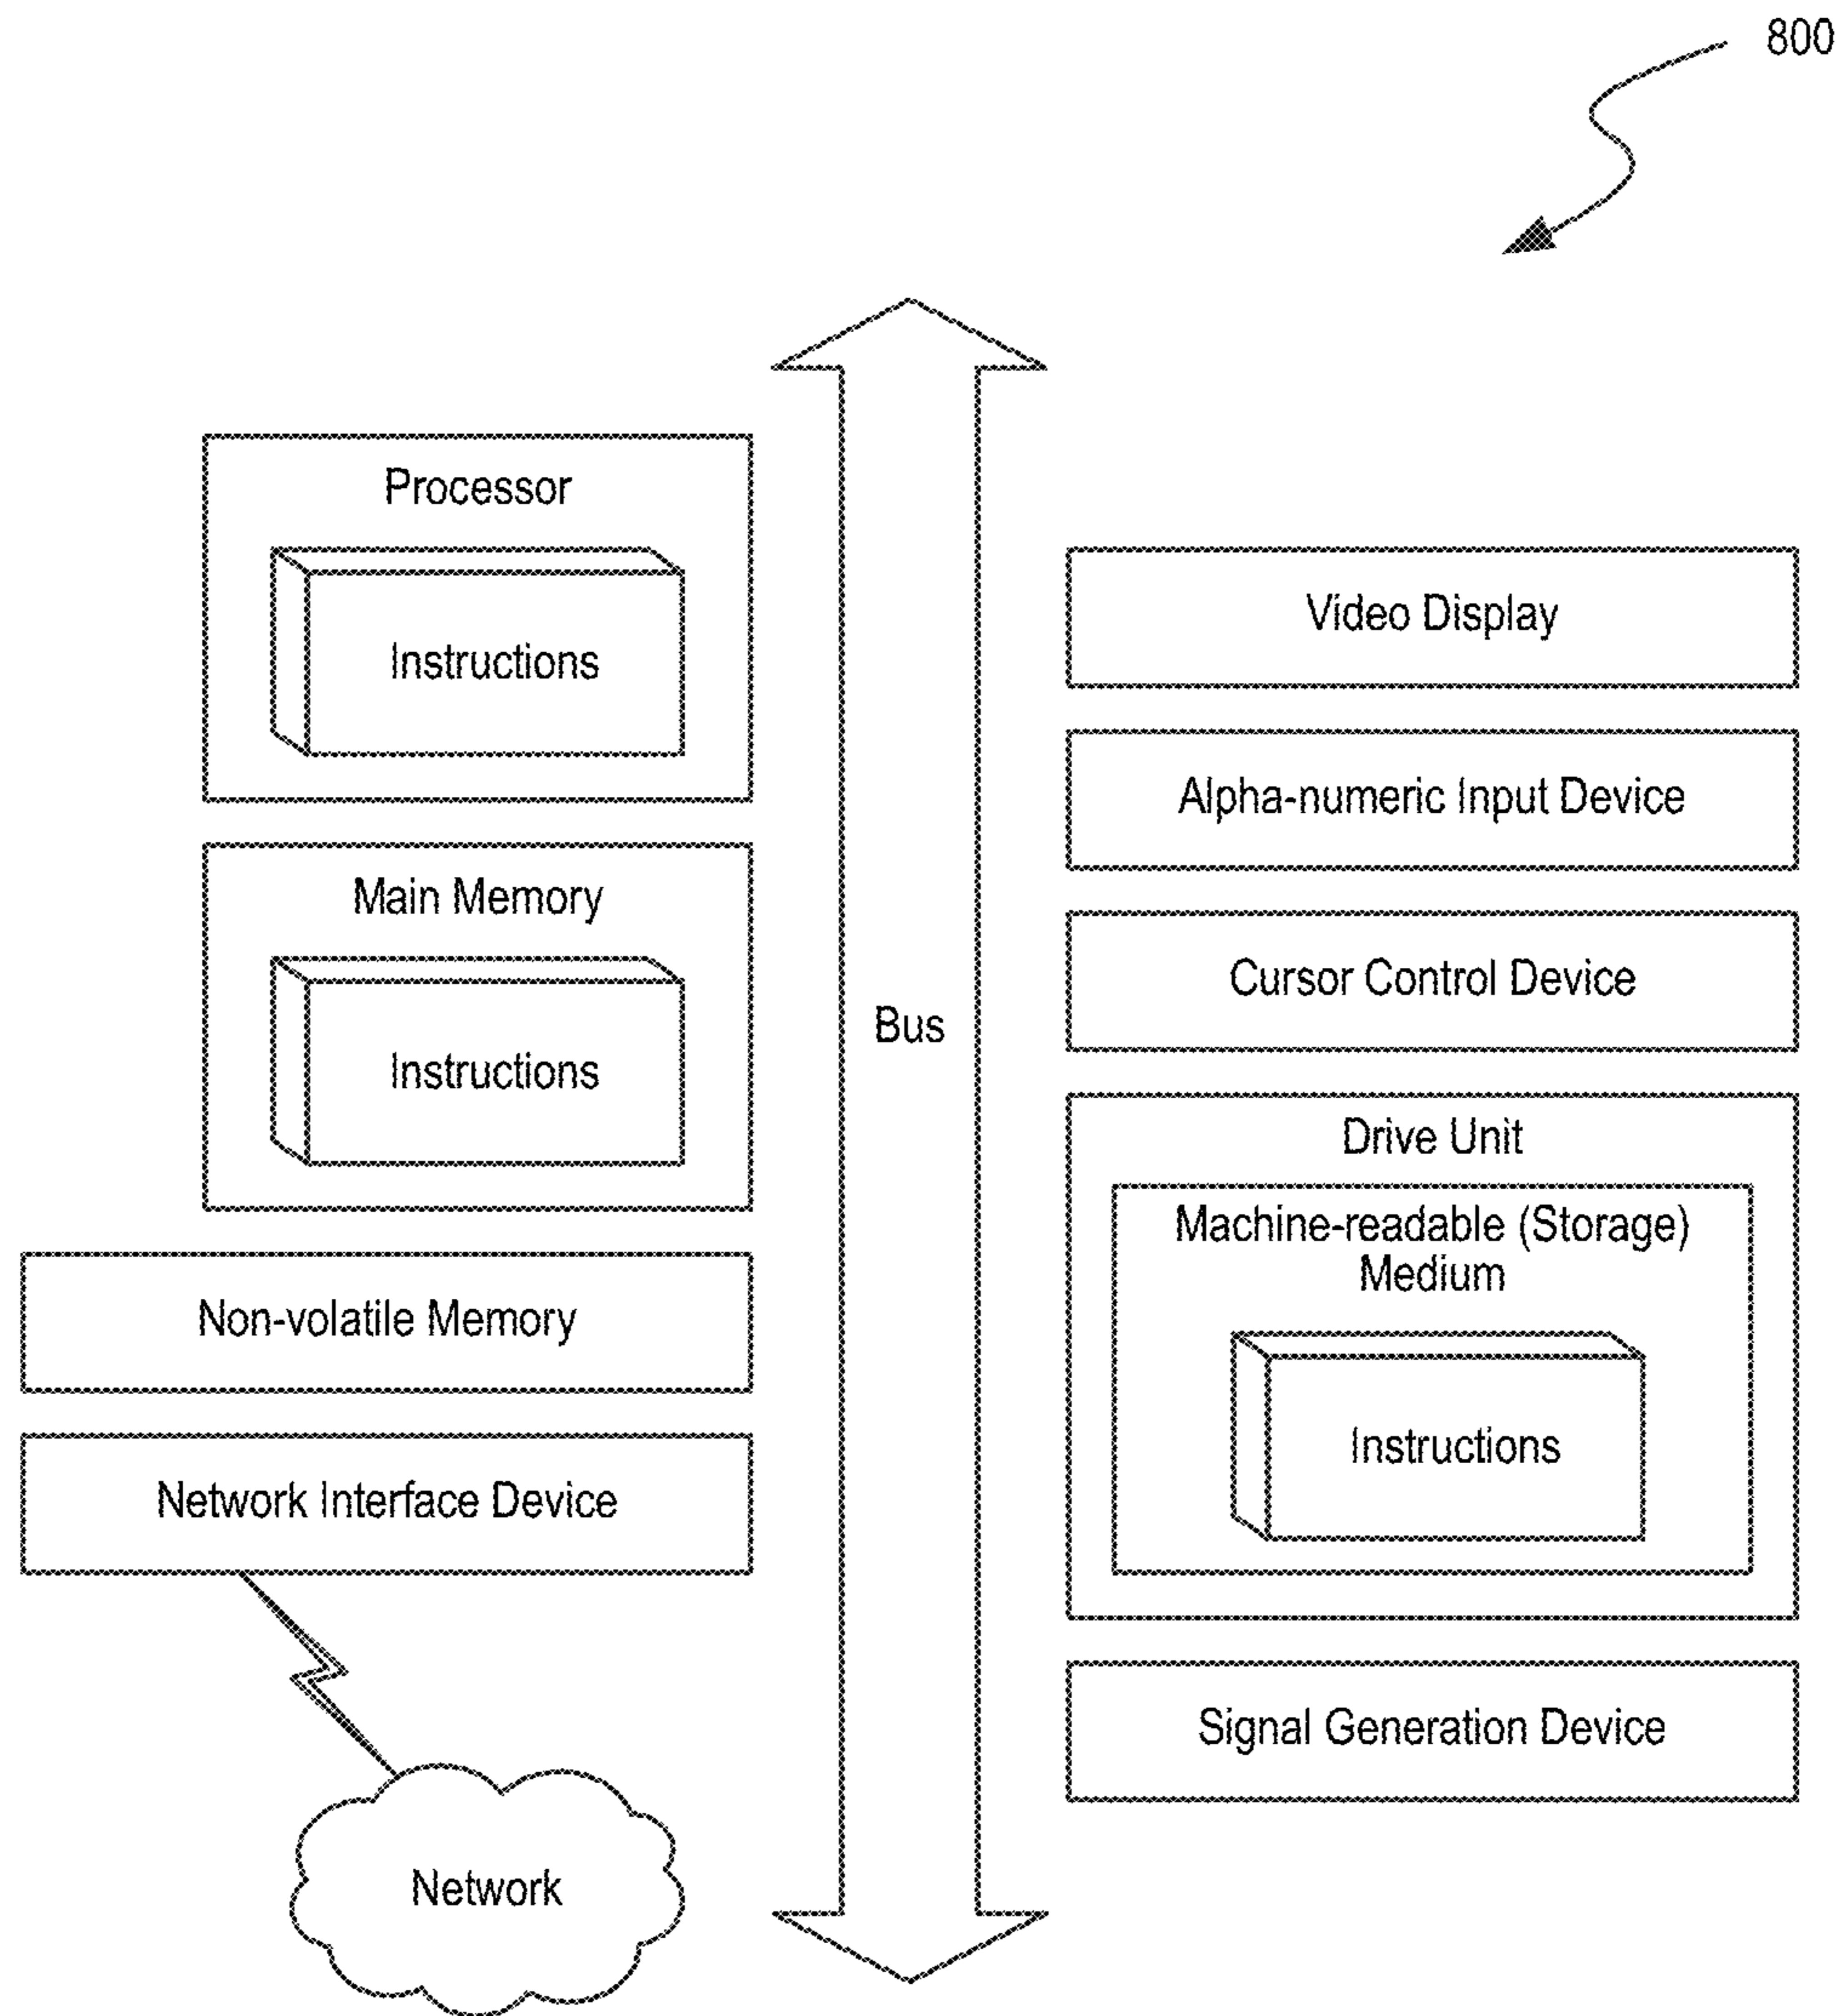 800
Processor
Instructions
Main Memory
Instructions
Non-volatile Memory
Network Interface Device
Network
Bus
Video Display
Alpha-numeric Input Device
Cursor Control Device
Drive Unit
Machine-readable (Storage)
Medium
Instructions
Signal Generation Device